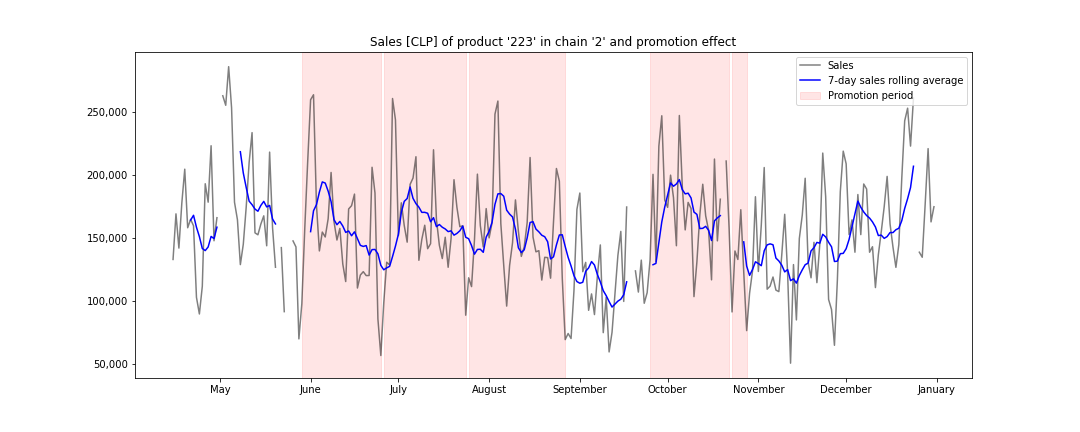 Sales [CLP] of product '223' in chain '2' and promotion effect
Sales
7-day sales rolling average
Promotion period
250,000
200,000
150,000
100,000
50,000
May June July August September October November December January